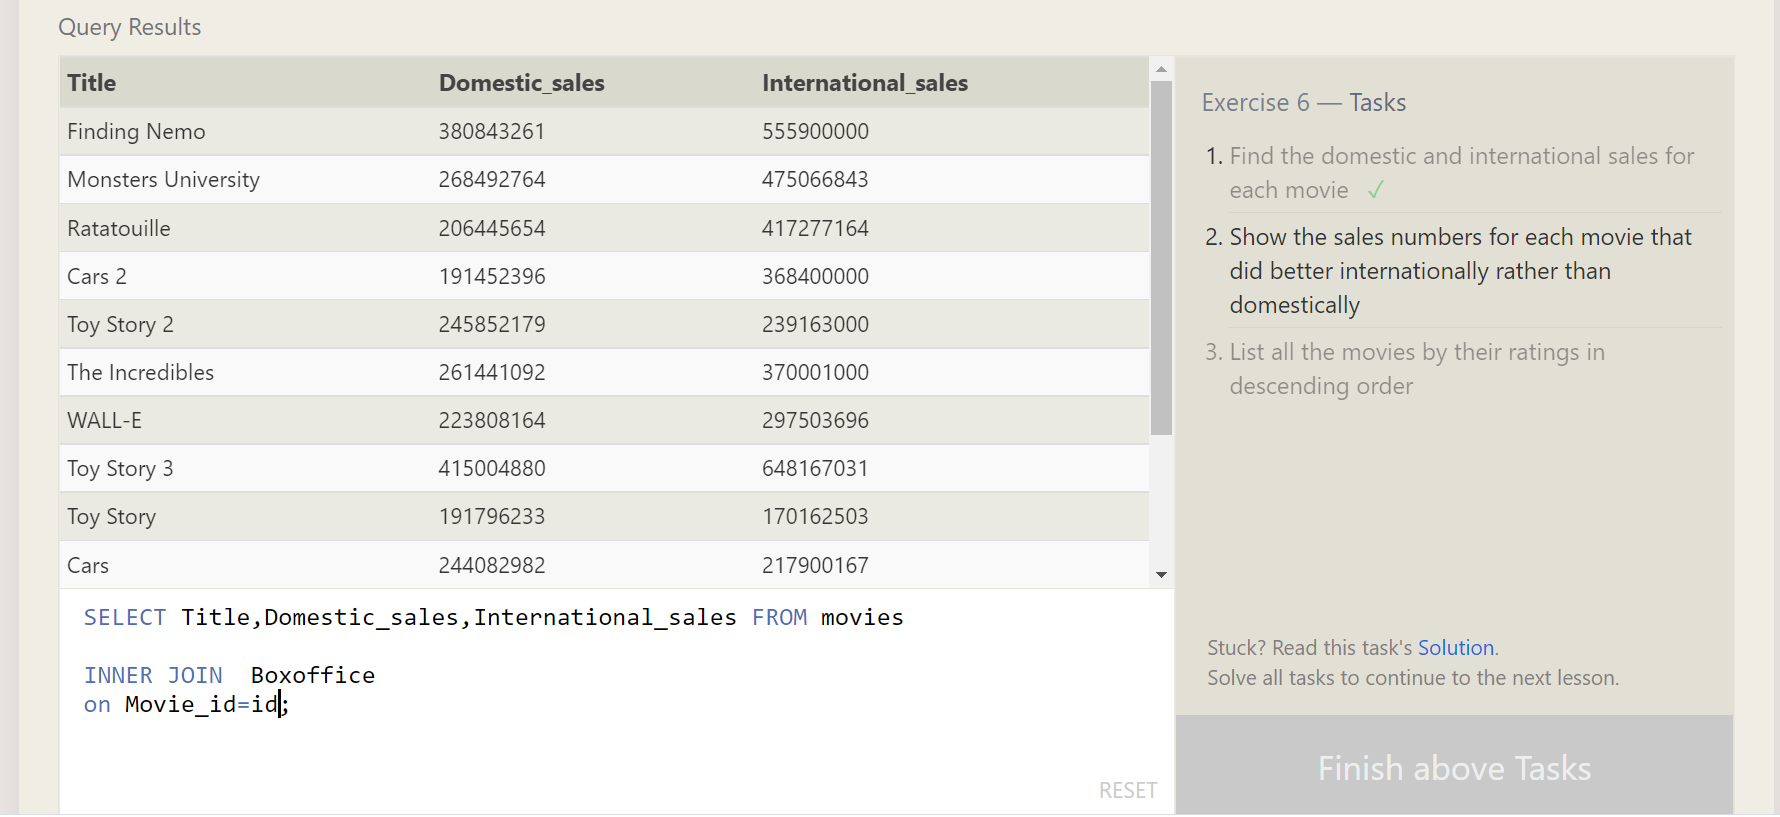 Query Results
Title Domestic_sales International_sales
Finding Nemo 380843261 555900000
Monsters University 268492764 475066843
Ratatouille 206445654 417277164
Cars 2 191452396 368400000
Toy Story 2 245852179 239163000
The Incredibles 261441092 370001000
WALL-E 223808164 297503696
Toy Story 3 415004880 648167031
Toy Story 191796233 170162503
Cars 244082982 217900167
SELECT Title,Domestic_sales,International_sales FROM movies
INNER JOIN  Boxoffice
on Movie_id=id;
RESET
Exercise 6 — Tasks
1. Find the domestic and international sales for
each movie ✓
2. Show the sales numbers for each movie that
did better internationally rather than
domestically
3. List all the movies by their ratings in
descending order
Stuck? Read this task's Solution.
Solve all tasks to continue to the next lesson.
Finish above Tasks